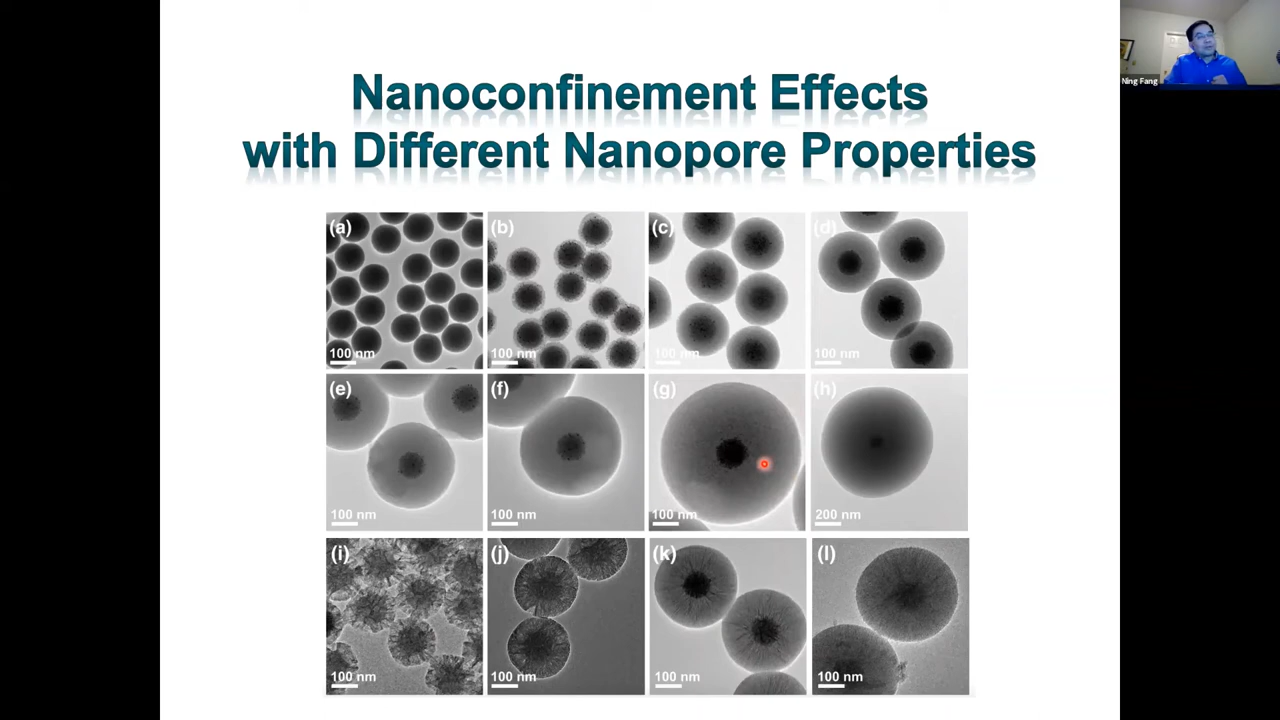 Ning Fang
Nanoconfinement Effects
with Different Nanopore Properties
(a)
100 nm
(b)
100 nm
(c)
100 nm
(d)
100 nm
(e)
100 nm
(f)
100 nm
(g)
100 nm
(h)
200 nm
(i)
100 nm
(j)
100 nm
(k)
100 nm
(l)
100 nm